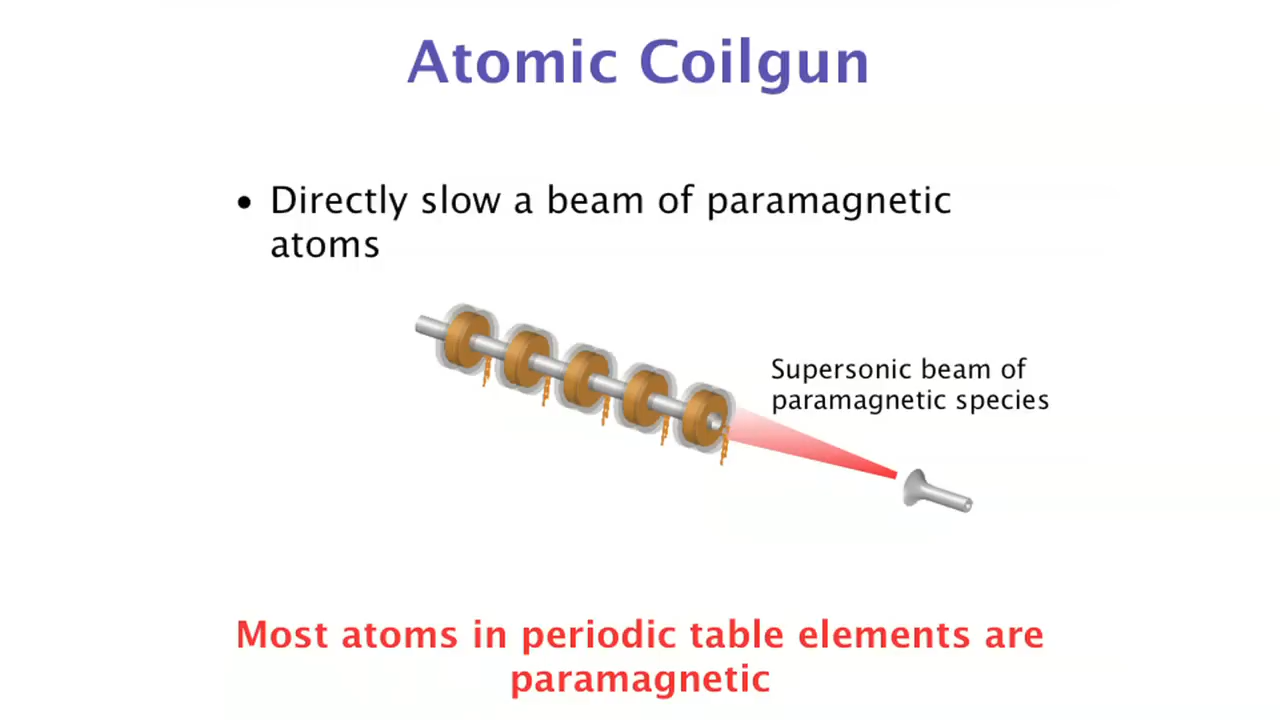 Atomic Coilgun
• Directly slow a beam of paramagnetic
atoms
Supersonic beam of
paramagnetic species
Most atoms in periodic table elements are
paramagnetic